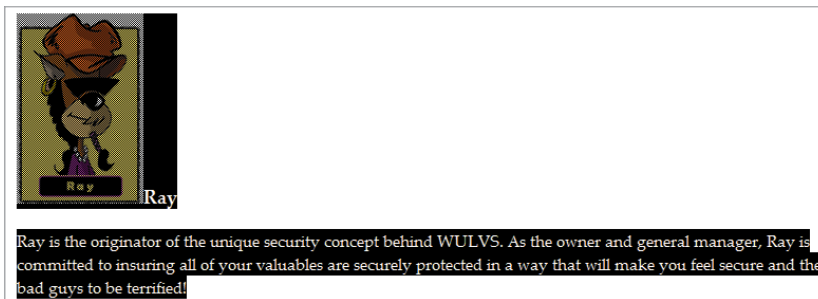 Ray
Ray
Ray is the originator of the unique security concept behind WULVS. As the owner and general manager, Ray is
committed to insuring all of your valuables are securely protected in a way that will make you feel secure and the
bad guys to be terrified!